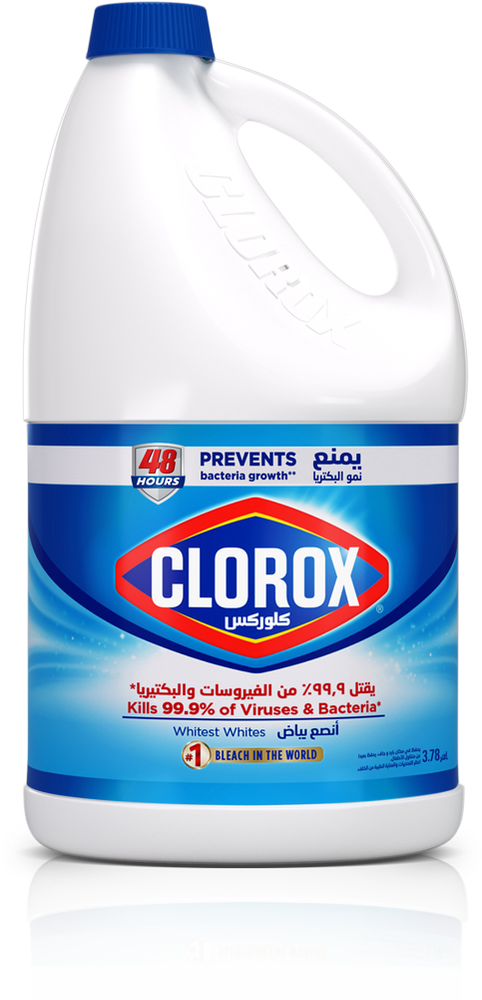 CLOROX
48 PREVENTS يمنع
HOURS bacteria growth** نمو البكتريا
CLOROX®
كلوركس
يقتل ٩٩,٩٪ من الفيروسات والبكتيريا*
Kills 99.9% of Viruses & Bacteria*
Whitest Whites أنصع بياض
#1 BLEACH IN THE WORLD
3.78 لتر